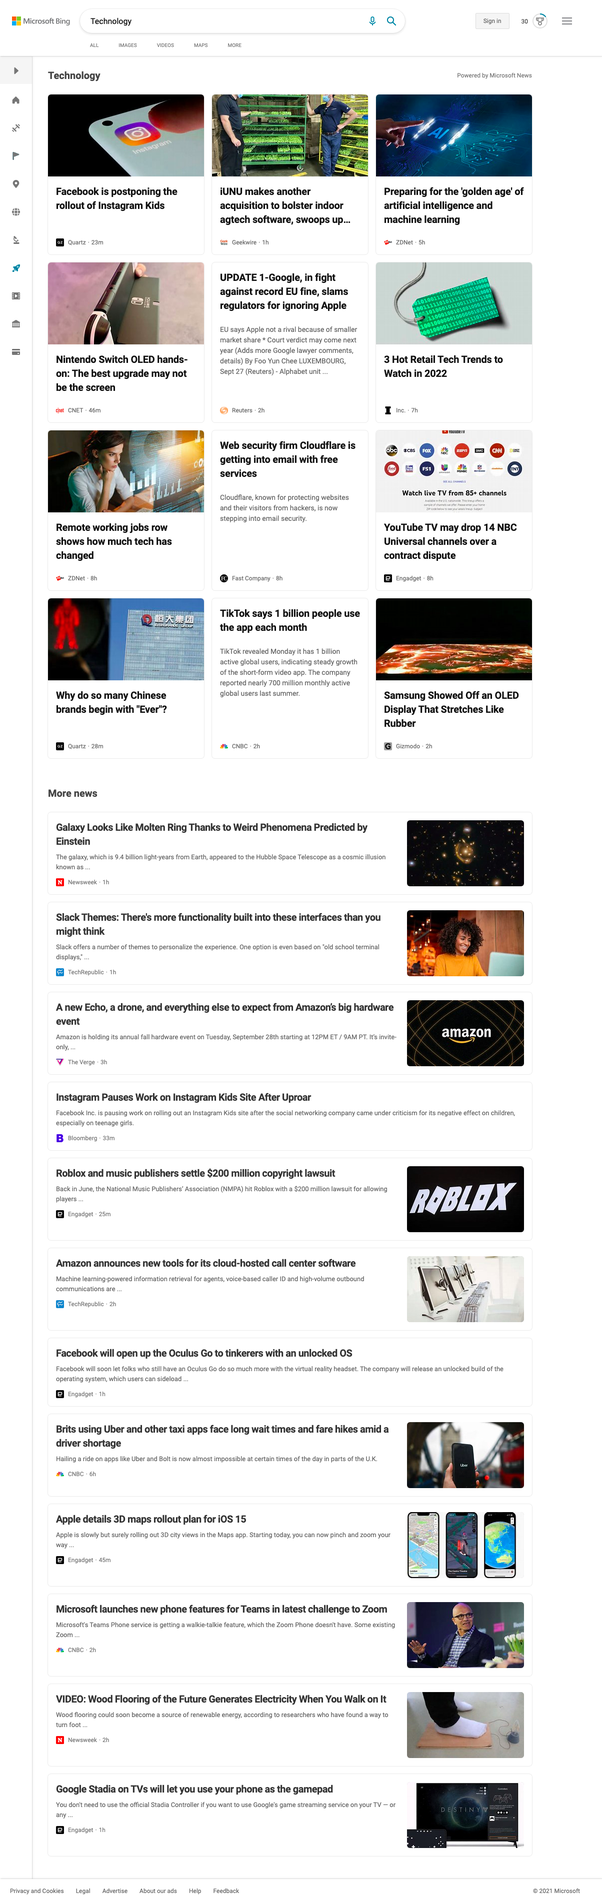 Microsoft Bing
Technology
Sign in
30
ALL
IMAGES
VIDEOS
MAPS
MORE
Technology
Powered by Microsoft News
Instagram
AI
Facebook is postponing the
rollout of Instagram Kids
Quartz · 23m
iUNU makes another
acquisition to bolster indoor
agtech software, swoops up...
Geekwire · 1h
Preparing for the 'golden age' of
artificial intelligence and
machine learning
ZDNet · 5h
Nintendo Switch OLED hands-
on: The best upgrade may not
be the screen
CNET · 46m
UPDATE 1-Google, in fight
against record EU fine, slams
regulators for ignoring Apple
EU says Apple not a rival because of smaller
market share * Court verdict may come next
year (Adds more Google lawyer comments,
details) By Foo Yun Chee LUXEMBOURG,
Sept 27 (Reuters) - Alphabet unit ...
Reuters · 2h
3 Hot Retail Tech Trends to
Watch in 2022
Inc. · 7h
Remote working jobs row
shows how much tech has
changed
ZDNet · 8h
Web security firm Cloudflare is
getting into email with free
services
Cloudflare, known for protecting websites
and their visitors from hackers, is now
stepping into email security.
Fast Company · 8h
abc
CBS
FOX
ESPN
CNN
FS1
TNT
Watch live TV from 85+ channels
YouTube TV may drop 14 NBC
Universal channels over a
contract dispute
Engadget · 8h
恒大集团
Why do so many Chinese
brands begin with "Ever"?
Quartz · 28m
TikTok says 1 billion people use
the app each month
TikTok revealed Monday it has 1 billion
active global users, indicating steady growth
of the short-form video app. The company
reported nearly 700 million monthly active
global users last summer.
CNBC · 2h
Samsung Showed Off an OLED
Display That Stretches Like
Rubber
Gizmodo · 2h
More news
Galaxy Looks Like Molten Ring Thanks to Weird Phenomena Predicted by
Einstein
The galaxy, which is 9.4 billion light-years from Earth, appeared to the Hubble Space Telescope as a cosmic illusion
known as ...
Newsweek · 1h
Slack Themes: There's more functionality built into these interfaces than you
might think
Slack offers a number of themes to personalize the experience. One option is even based on "old school terminal
displays," ...
TechRepublic · 1h
A new Echo, a drone, and everything else to expect from Amazon's big hardware
event
Amazon is holding its annual fall hardware event on Tuesday, September 28th starting at 12PM ET / 9AM PT. It's invite-
only, ...
The Verge · 3h
amazon
Instagram Pauses Work on Instagram Kids Site After Uproar
Facebook Inc. is pausing work on rolling out an Instagram Kids site after the social networking company came under criticism for its negative effect on children,
especially on teenage girls.
Bloomberg · 33m
Roblox and music publishers settle $200 million copyright lawsuit
Back in June, the National Music Publishers' Association (NMPA) hit Roblox with a $200 million lawsuit for allowing
players ...
Engadget · 25m
ROBLOX
Amazon announces new tools for its cloud-hosted call center software
Machine learning-powered information retrieval for agents, voice-based caller ID and high-volume outbound
communications are ...
TechRepublic · 2h
Facebook will open up the Oculus Go to tinkerers with an unlocked OS
Facebook will soon let folks who still have an Oculus Go do so much more with the virtual reality headset. The company will release an unlocked build of the
operating system, which users can sideload ...
Engadget · 1h
Brits using Uber and other taxi apps face long wait times and fare hikes amid a
driver shortage
Hailing a ride on apps like Uber and Bolt is now almost impossible at certain times of the day in parts of the U.K.
CNBC · 6h
Uber
Apple details 3D maps rollout plan for iOS 15
Apple is slowly but surely rolling out 3D city views in the Maps app. Starting today, you can now pinch and zoom your
way ...
Engadget · 45m
Microsoft launches new phone features for Teams in latest challenge to Zoom
Microsoft's Teams Phone service is getting a walkie-talkie feature, which the Zoom Phone doesn't have. Some existing
Zoom ...
CNBC · 2h
VIDEO: Wood Flooring of the Future Generates Electricity When You Walk on It
Wood flooring could soon become a source of renewable energy, according to researchers who have found a way to
turn foot ...
Newsweek · 2h
Google Stadia on TVs will let you use your phone as the gamepad
You don't need to use the official Stadia Controller if you want to use Google's game streaming service on your TV — or
any ...
Engadget · 1h
DESTINY
Privacy and Cookies
Legal
Advertise
About our ads
Help
Feedback
© 2021 Microsoft